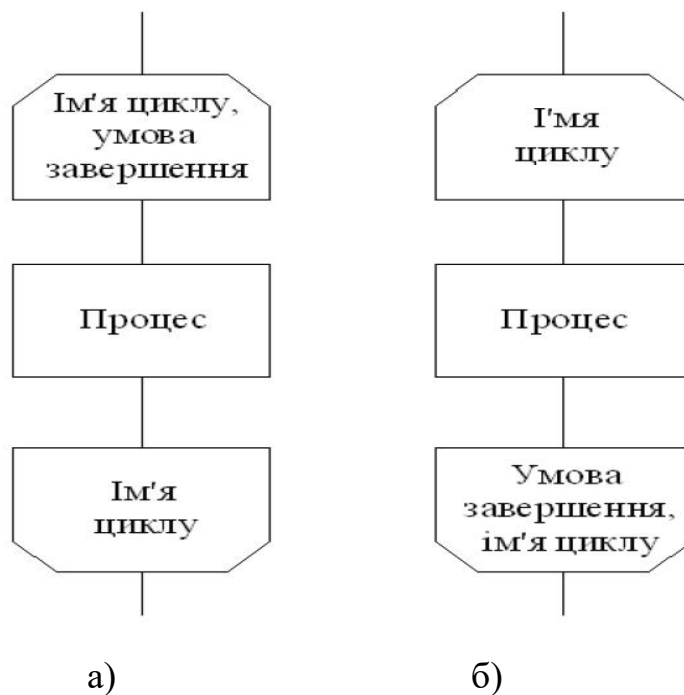 Ім'я циклу,
умова
завершення
Процес
Ім'я
циклу
а)
І'мя
циклу
Процес
Умова
завершення,
ім'я циклу
б)